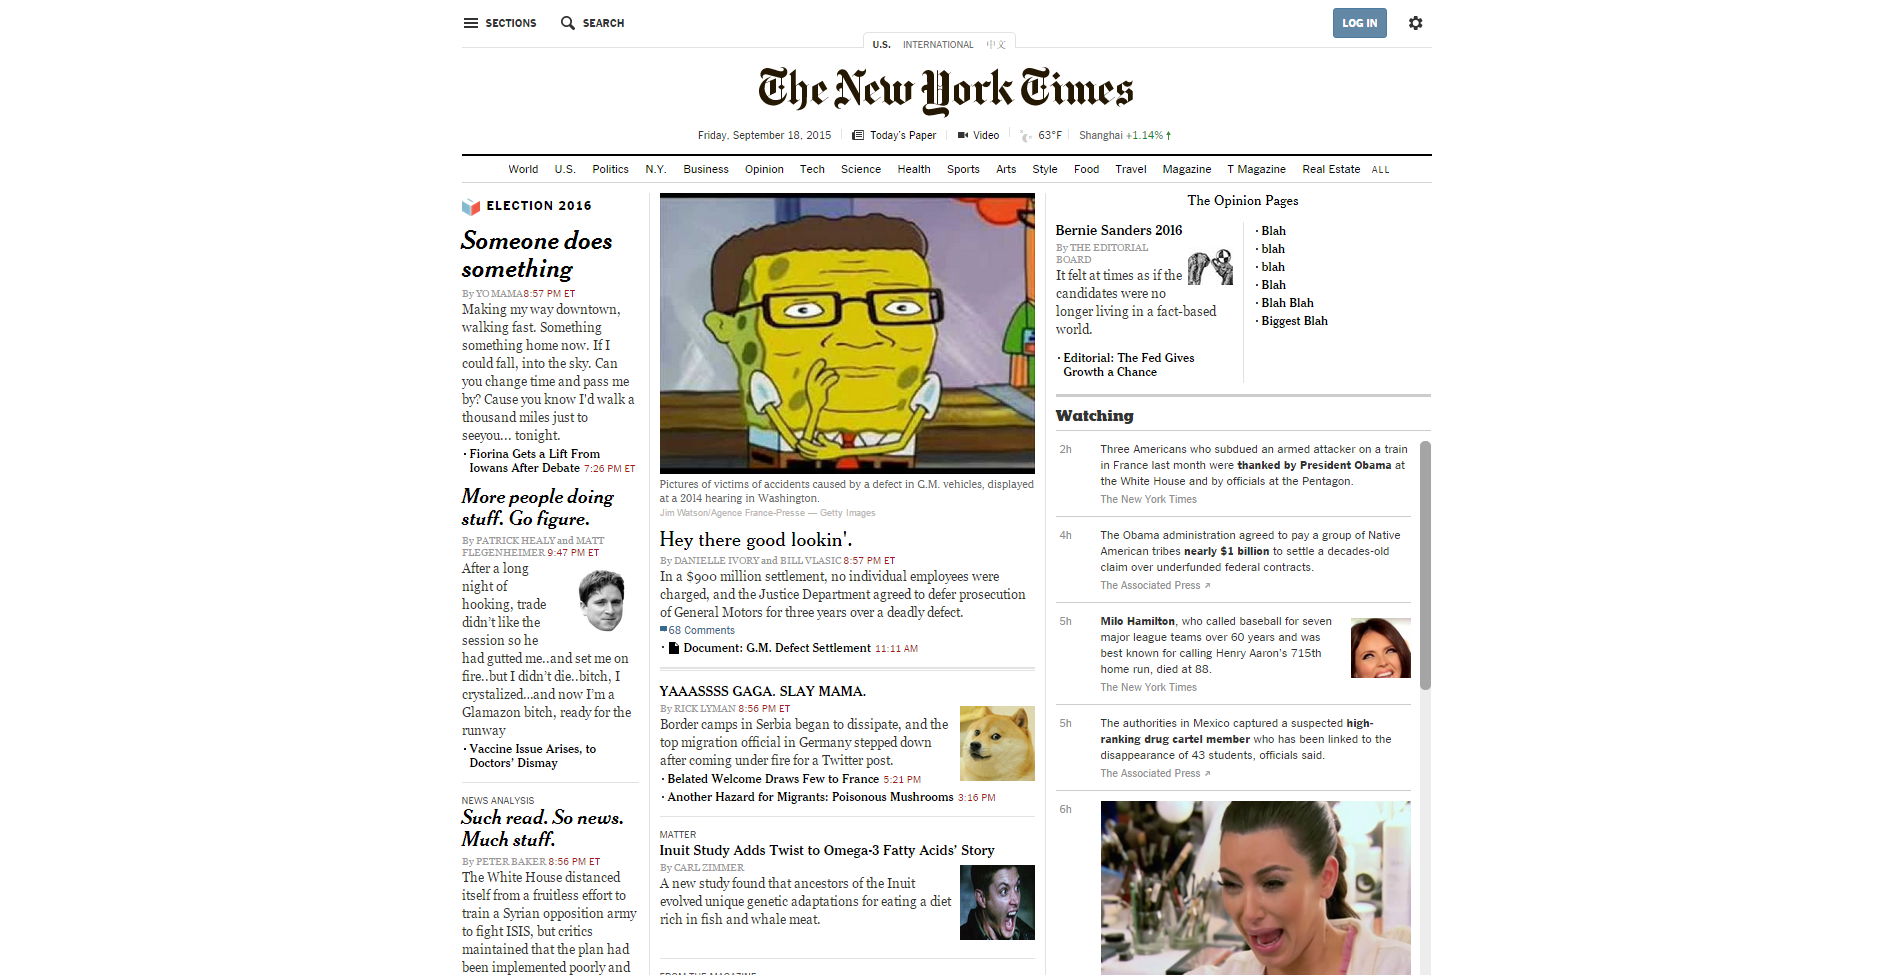 SECTIONS
SEARCH
LOG IN
U.S. INTERNATIONAL 中文
The New York Times
Friday, September 18, 2015
Today's Paper
Video
63°F
Shanghai +1.14%↑
World U.S. Politics N.Y. Business Opinion Tech Science Health Sports Arts Style Food Travel Magazine T Magazine Real Estate ALL
ELECTION 2016
Someone does
something
By YO MAMA8:57 PM ET
Making my way downtown,
walking fast. Something
something home now. If I
could fall, into the sky. Can
you change time and pass me
by? Cause you know I'd walk a
thousand miles just to
seeyou... tonight.
· Fiorina Gets a Lift From
Iowans After Debate 7:26 PM ET
More people doing
stuff. Go figure.
By PATRICK HEALY and MATT
FLEGENHEIMER 9:47 PM ET
After a long
night of
hooking, trade
didn't like the
session so he
had gutted me..and set me on
fire..but I didn't die..bitch, I
crystalized...and now I'm a
Glamazon bitch, ready for the
runway
· Vaccine Issue Arises, to
Doctors' Dismay
NEWS ANALYSIS
Such read. So news.
Much stuff.
By PETER BAKER 8:56 PM ET
The White House distanced
itself from a fruitless effort to
train a Syrian opposition army
to fight ISIS, but critics
maintained that the plan had
been implemented poorly and
Pictures of victims of accidents caused by a defect in G.M. vehicles, displayed
at a 2014 hearing in Washington.
Jim Watson/Agence France-Presse — Getty Images
Hey there good lookin'.
By DANIELLE IVORY and BILL VLASIC 8:57 PM ET
In a $900 million settlement, no individual employees were
charged, and the Justice Department agreed to defer prosecution
of General Motors for three years over a deadly defect.
68 Comments
· Document: G.M. Defect Settlement 11:11 AM
YAAASSSS GAGA. SLAY MAMA.
By RICK LYMAN 8:56 PM ET
Border camps in Serbia began to dissipate, and the
top migration official in Germany stepped down
after coming under fire for a Twitter post.
· Belated Welcome Draws Few to France 5:21 PM
· Another Hazard for Migrants: Poisonous Mushrooms 3:16 PM
MATTER
Inuit Study Adds Twist to Omega-3 Fatty Acids' Story
By CARL ZIMMER
A new study found that ancestors of the Inuit
evolved unique genetic adaptations for eating a diet
rich in fish and whale meat.
FROM THE MAGAZINE
The Opinion Pages
Bernie Sanders 2016
By THE EDITORIAL
BOARD
It felt at times as if the
candidates were no
longer living in a fact-based
world.
· Editorial: The Fed Gives
Growth a Chance
· Blah
· blah
· blah
· Blah
· Blah Blah
· Biggest Blah
Watching
2h
Three Americans who subdued an armed attacker on a train
in France last month were thanked by President Obama at
the White House and by officials at the Pentagon.
The New York Times
4h
The Obama administration agreed to pay a group of Native
American tribes nearly $1 billion to settle a decades-old
claim over underfunded federal contracts.
The Associated Press ↗
5h
Milo Hamilton, who called baseball for seven
major league teams over 60 years and was
best known for calling Henry Aaron's 715th
home run, died at 88.
The New York Times
5h
The authorities in Mexico captured a suspected high-
ranking drug cartel member who has been linked to the
disappearance of 43 students, officials said.
The Associated Press ↗
6h